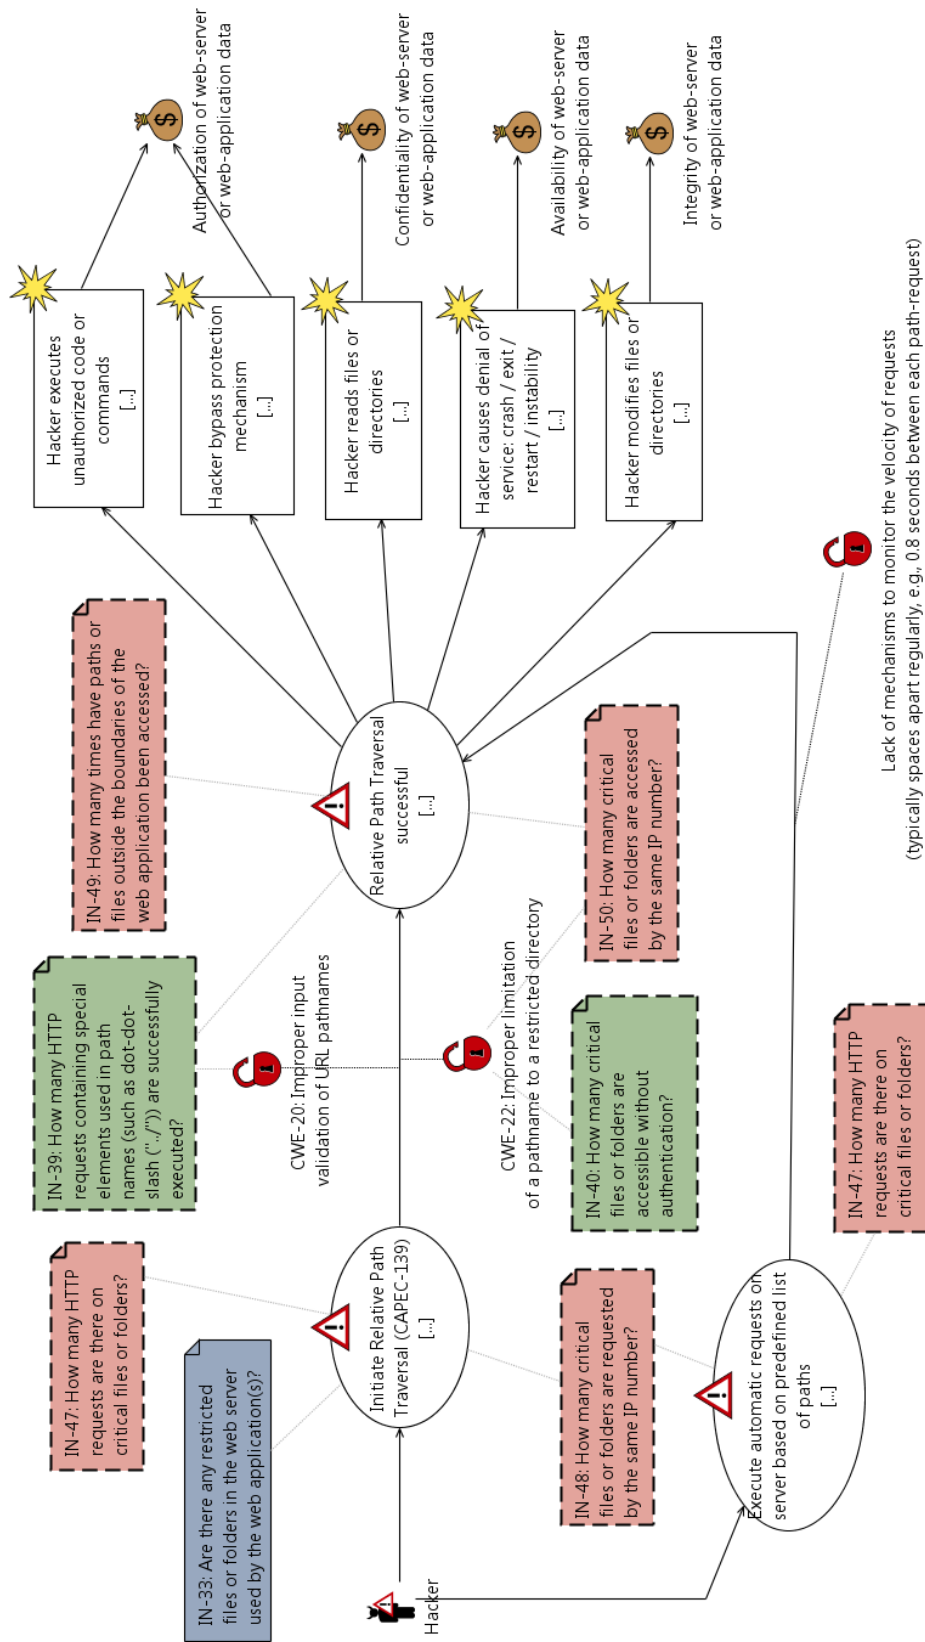 Hacker
IN-33: Are there any restricted
files or folders in the web server
used by the web application(s)?
IN-47: How many HTTP
requests are there on
critical files or folders?
Initiate Relative Path
Traversal (CAPEC-139)
[...]
IN-48: How many critical
files or folders are requested
by the same IP number?
Execute automatic requests on
server based on predefined list
of paths
[...]
IN-47: How many HTTP
requests are there on
critical files or folders?
IN-39: How many HTTP
requests containing special
elements used in path
names (such as dot-dot-
slash ("../")) are successfully
executed?
CWE-20: Improper input
validation of URL pathnames
CWE-22: Improper limitation
of a pathname to a restricted directory
IN-40: How many critical
files or folders are
accessible without
authentication?
IN-49: How many times have paths or
files outside the boundaries of the
web application been accessed?
Relative Path Traversal
successful
[...]
IN-50: How many critical
files or folders are accessed
by the same IP number?
Lack of mechanisms to monitor the velocity of requests
(typically spaces apart regularly, e.g., 0.8 seconds between each path-request)
Hacker executes
unauthorized code or
commands
[...]
Hacker bypass protection
mechanism
[...]
Hacker reads files or
directories
[...]
Hacker causes denial of
service: crash / exit /
restart / instability
[...]
Hacker modifies files or
directories
[...]
Authorization of web-server
or web-application data
Confidentiality of web-server
or web-application data
Availability of web-server
or web-application data
Integrity of web-server
or web-application data